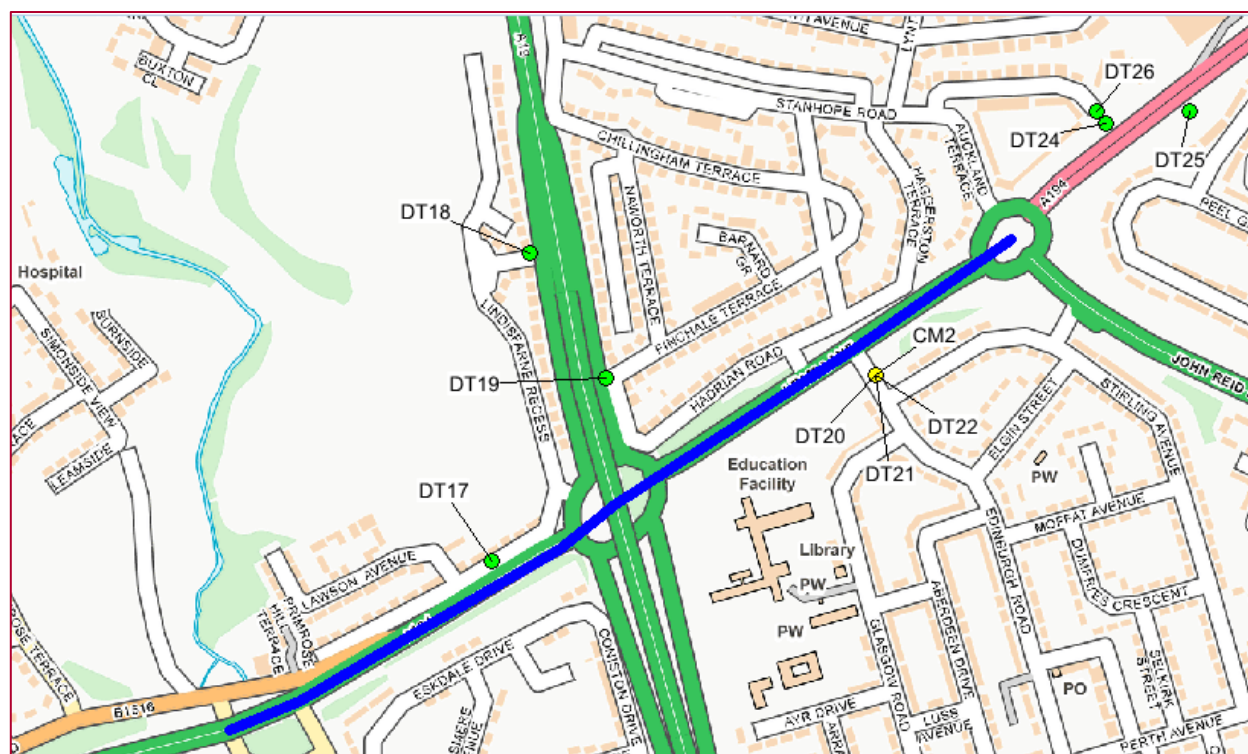 BUXTON
CL
A19
STANHOPE ROAD
CHILLINGHAM TERRACE
AUCKLAND
TERRACE
HAGGERSTON
TERRACE
NAWORTH TERRACE
BARNARD
GR
FINCHALE TERRACE
HADRIAN ROAD
LINDISFARNE RECESS
DT26
DT24
DT25
A194
PEEL G
DT18
Hospital
BURNSIDE
SIMONSIDE VIEW
LEAMSIDE
DT19
CM2
DT20
DT22
DT21
JOHN REID
STIRLING AVENUE
ELGIN STREET
Education
Facility
PW
DT17
Library
PW
PW
EDINBURGH ROAD
MOFFAT AVENUE
DUMFRIES CRESCENT
LAWSON AVENUE
PRIMROSE
HILL
TERRACE
ROSE TERRACE
B1516
ESKDALE DRIVE
CONISTON DRIVE
GLASGOW ROAD
ABERDEEN DRIVE
SELKIRK
STREET
PO
AYR DRIVE
LUSS
AVENUE
PERTH AVENUE